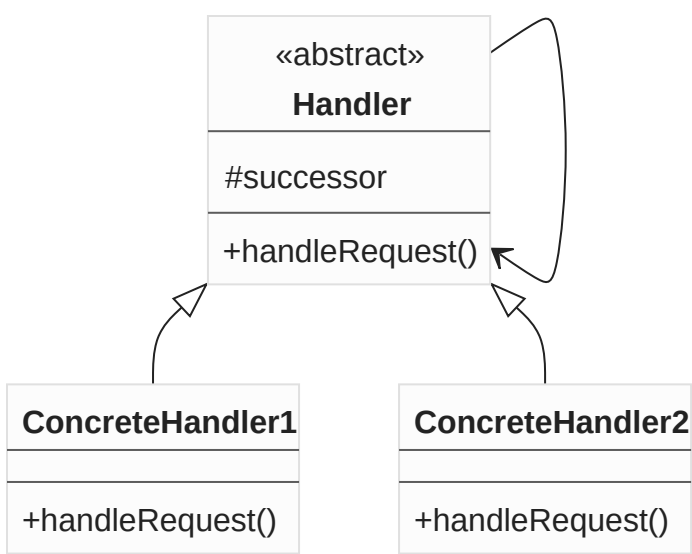 «abstract»
Handler
#successor
+handleRequest()
ConcreteHandler1
+handleRequest()
ConcreteHandler2
+handleRequest()